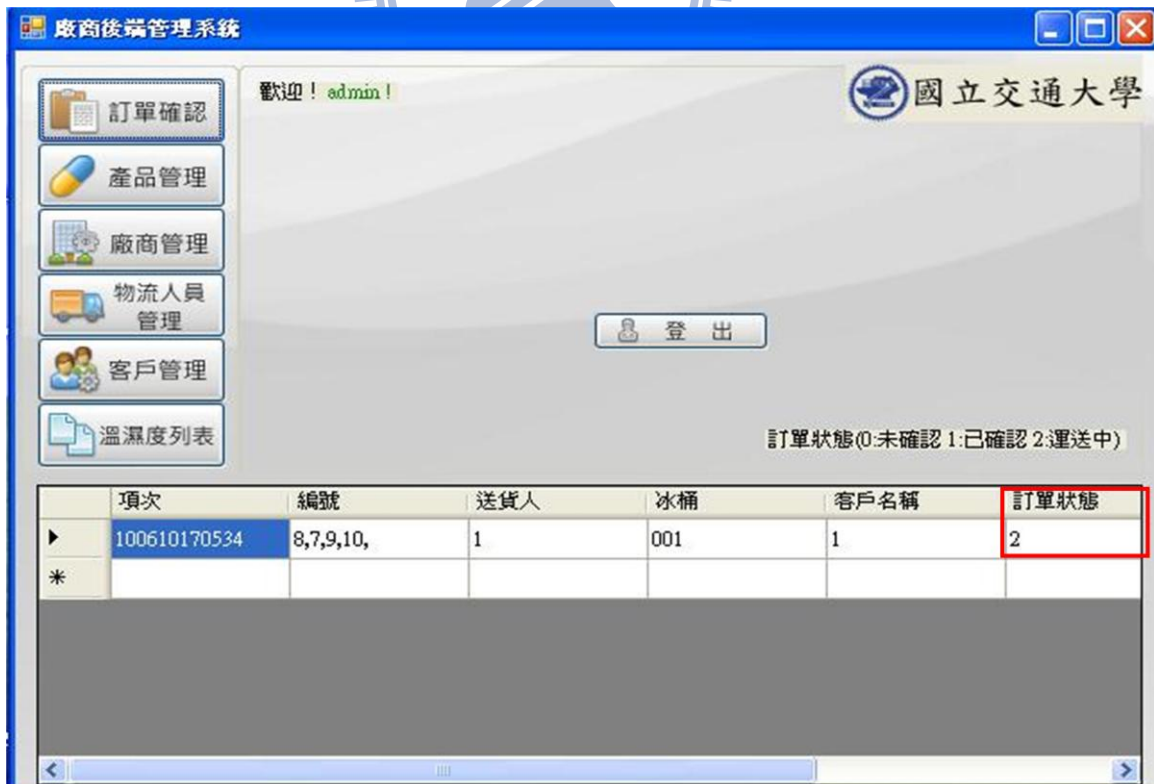 廠商後端管理系統
歡迎！admin！
國立交通大學
訂單確認
產品管理
廠商管理
物流人員
管理
客戶管理
溫濕度列表
登 出
訂單狀態(0:未確認 1:已確認 2:運送中)
項次 編號 送貨人 冰桶 客戶名稱 訂單狀態
100610170534 8,7,9,10, 1 001 1 2